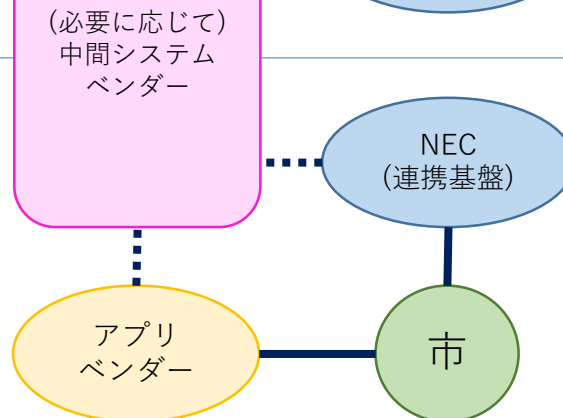 (必要に応じて)
中間システム
ベンダー
NEC
(連携基盤)
アプリ
ベンダー
市